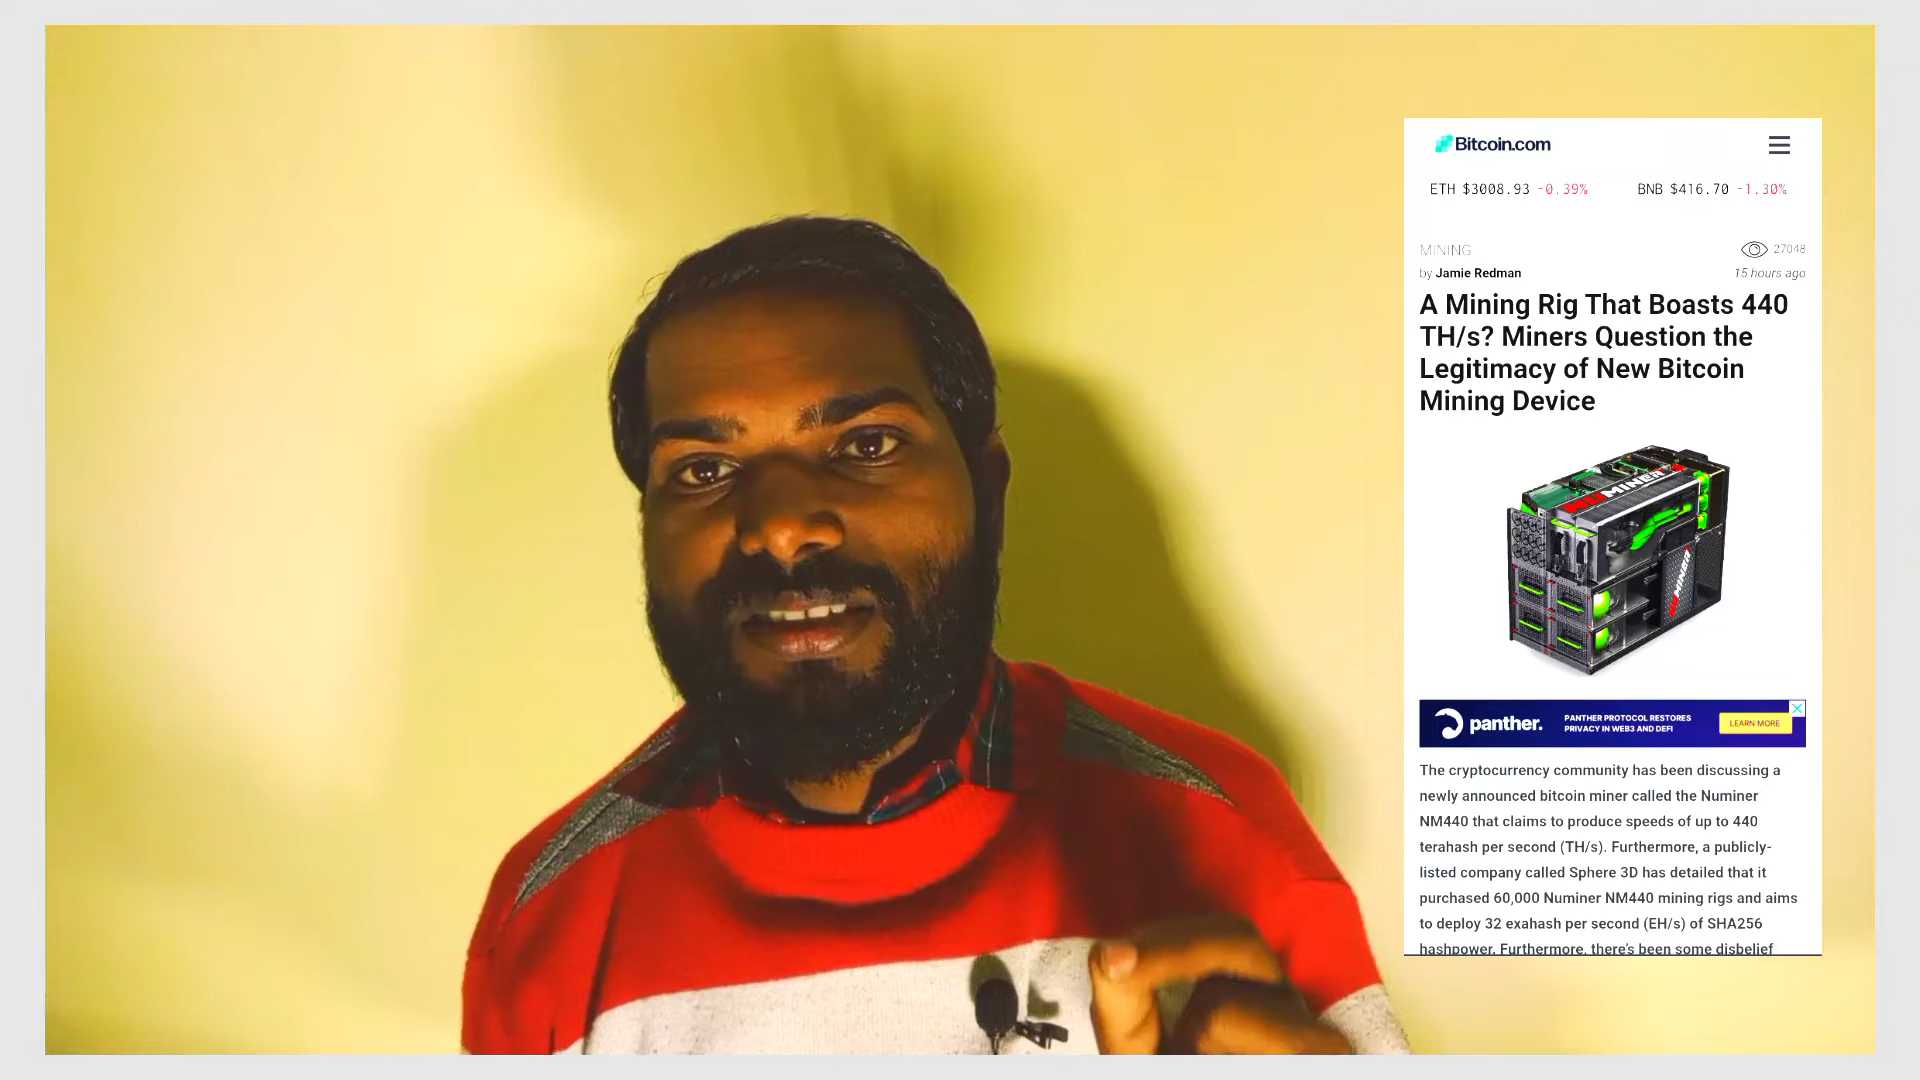 Bitcoin.com
ETH $3008.93 -0.39% BNB $416.70 -1.30%
MINING 27048
by Jamie Redman 15 hours ago
A Mining Rig That Boasts 440
TH/s? Miners Question the
Legitimacy of New Bitcoin
Mining Device
NUMINER
NUMINER
panther. PANTHER PROTOCOL RESTORES
PRIVACY IN WEB3 AND DEFI
LEARN MORE
The cryptocurrency community has been discussing a
newly announced bitcoin miner called the Numiner
NM440 that claims to produce speeds of up to 440
terahash per second (TH/s). Furthermore, a publicly-
listed company called Sphere 3D has detailed that it
purchased 60,000 Numiner NM440 mining rigs and aims
to deploy 32 exahash per second (EH/s) of SHA256
hashpower. Furthermore, there's been some disbelief